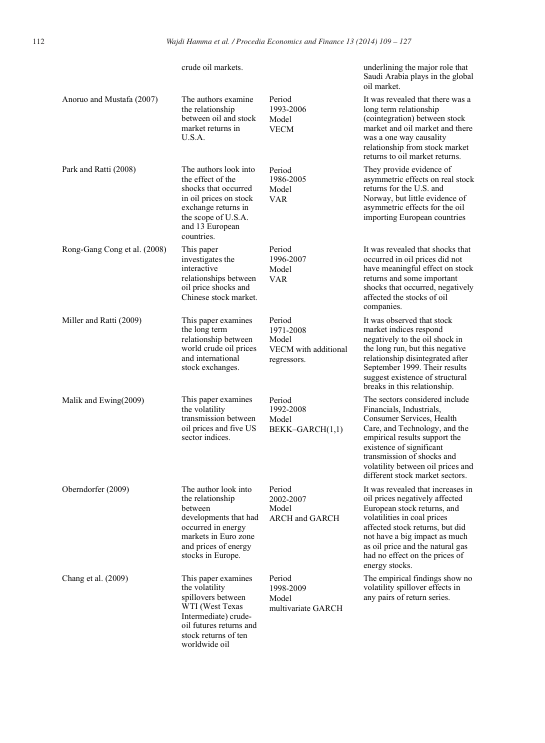 112
Wajdi Hamma et al. / Procedia Economics and Finance 13 (2014) 109 – 127
crude oil markets.
underlining the major role that
Saudi Arabia plays in the global
oil market.
Anoruo and Mustafa (2007)
The authors examine
the relationship
between oil and stock
market returns in
U.S.A.
Period
1993-2006
Model
VECM
It was revealed that there was a
long term relationship
(cointegration) between stock
market and oil market and there
was a one way causality
relationship from stock market
returns to oil market returns.
Park and Ratti (2008)
The authors look into
the effect of the
shocks that occurred
in oil prices on stock
exchange returns in
the scope of U.S.A.
and 13 European
countries.
Period
1986-2005
Model
VAR
They provide evidence of
asymmetric effects on real stock
returns for the U.S. and
Norway, but little evidence of
asymmetric effects for the oil
importing European countries
Rong-Gang Cong et al. (2008)
This paper
investigates the
interactive
relationships between
oil price shocks and
Chinese stock market.
Period
1996-2007
Model
VAR
It was revealed that shocks that
occurred in oil prices did not
have meaningful effect on stock
returns and some important
shocks that occurred, negatively
affected the stocks of oil
companies.
Miller and Ratti (2009)
This paper examines
the long term
relationship between
world crude oil prices
and international
stock exchanges.
Period
1971-2008
Model
VECM with additional
regressors.
It was observed that stock
market indices respond
negatively to the oil shock in
the long run, but this negative
relationship disintegrated after
September 1999. Their results
suggest existence of structural
breaks in this relationship.
Malik and Ewing(2009)
This paper examines
the volatility
transmission between
oil prices and five US
sector indices.
Period
1992-2008
Model
BEKK–GARCH(1,1)
The sectors considered include
Financials, Industrials,
Consumer Services, Health
Care, and Technology, and the
empirical results support the
existence of significant
transmission of shocks and
volatility between oil prices and
different stock market sectors.
Oberndorfer (2009)
The author look into
the relationship
between
developments that had
occurred in energy
markets in Euro zone
and prices of energy
stocks in Europe.
Period
2002-2007
Model
ARCH and GARCH
It was revealed that increases in
oil prices negatively affected
European stock returns, and
volatilities in coal prices
affected stock returns, but did
not have a big impact as much
as oil price and the natural gas
had no effect on the prices of
energy stocks.
Chang et al. (2009)
This paper examines
the volatility
spillovers between
WTI (West Texas
Intermediate) crude-
oil futures returns and
stock returns of ten
worldwide oil
Period
1998-2009
Model
multivariate GARCH
The empirical findings show no
volatility spillover effects in
any pairs of return series.